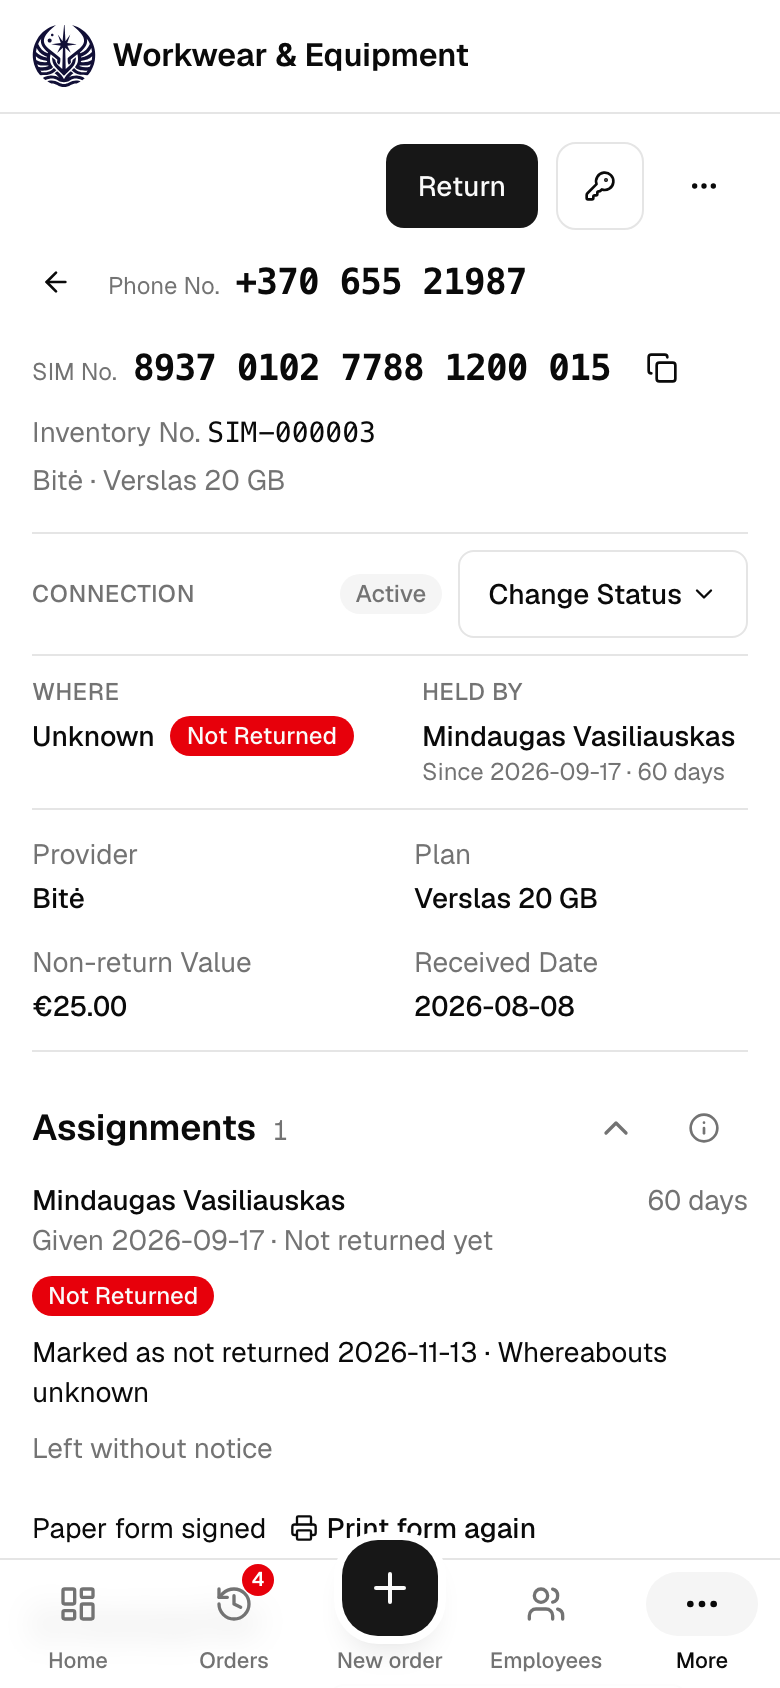 Workwear & Equipment
Return
Phone No. +370 655 21987
SIM No. 8937 0102 7788 1200 015
Inventory No. SIM-000003
Bitė · Verslas 20 GB
CONNECTION Active Change Status
WHERE HELD BY
Unknown Not Returned Mindaugas Vasiliauskas
Since 2026-09-17 · 60 days
Provider Plan
Bitė Verslas 20 GB
Non-return Value Received Date
€25.00 2026-08-08
Assignments 1
Mindaugas Vasiliauskas 60 days
Given 2026-09-17 · Not returned yet
Not Returned
Marked as not returned 2026-11-13 · Whereabouts
unknown
Left without notice
Paper form signed Print form again
4
Home Orders New order Employees More